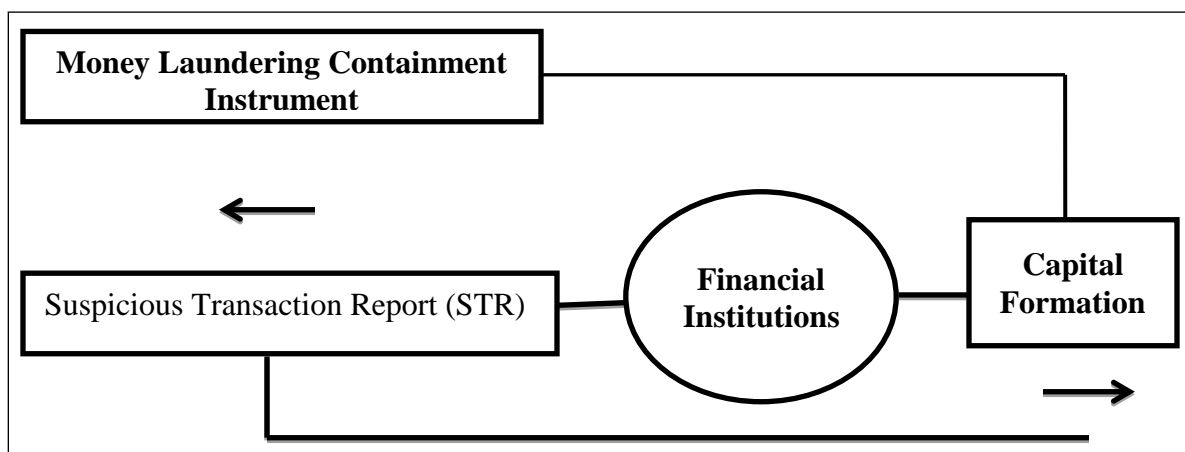 Money Laundering Containment
Instrument
Suspicious Transaction Report (STR)
Financial
Institutions
Capital
Formation